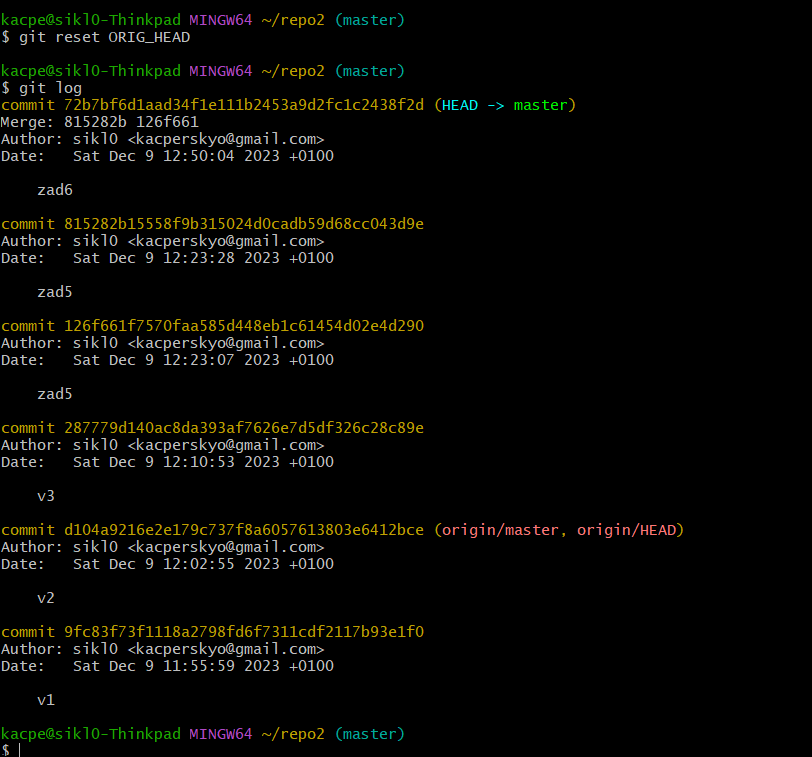 kacpe@sikl0-Thinkpad MINGW64 ~/repo2 (master)
$ git reset ORIG_HEAD
kacpe@sikl0-Thinkpad MINGW64 ~/repo2 (master)
$ git log
commit 72b7bf6d1aad34f1e111b2453a9d2fc1c2438f2d (HEAD -> master)
Merge: 815282b 126f661
Author: sikl0 <kacperskyo@gmail.com>
Date:   Sat Dec 9 12:50:04 2023 +0100
    zad6
commit 815282b15558f9b315024d0cadb59d68cc043d9e
Author: sikl0 <kacperskyo@gmail.com>
Date:   Sat Dec 9 12:23:28 2023 +0100
    zad5
commit 126f661f7570faa585d448eb1c61454d02e4d290
Author: sikl0 <kacperskyo@gmail.com>
Date:   Sat Dec 9 12:23:07 2023 +0100
    zad5
commit 287779d140ac8da393af7626e7d5df326c28c89e
Author: sikl0 <kacperskyo@gmail.com>
Date:   Sat Dec 9 12:10:53 2023 +0100
    v3
commit d104a9216e2e179c737f8a6057613803e6412bce (origin/master, origin/HEAD)
Author: sikl0 <kacperskyo@gmail.com>
Date:   Sat Dec 9 12:02:55 2023 +0100
    v2
commit 9fc83f73f1118a2798fd6f7311cdf2117b93e1f0
Author: sikl0 <kacperskyo@gmail.com>
Date:   Sat Dec 9 11:55:59 2023 +0100
    v1
kacpe@sikl0-Thinkpad MINGW64 ~/repo2 (master)
$